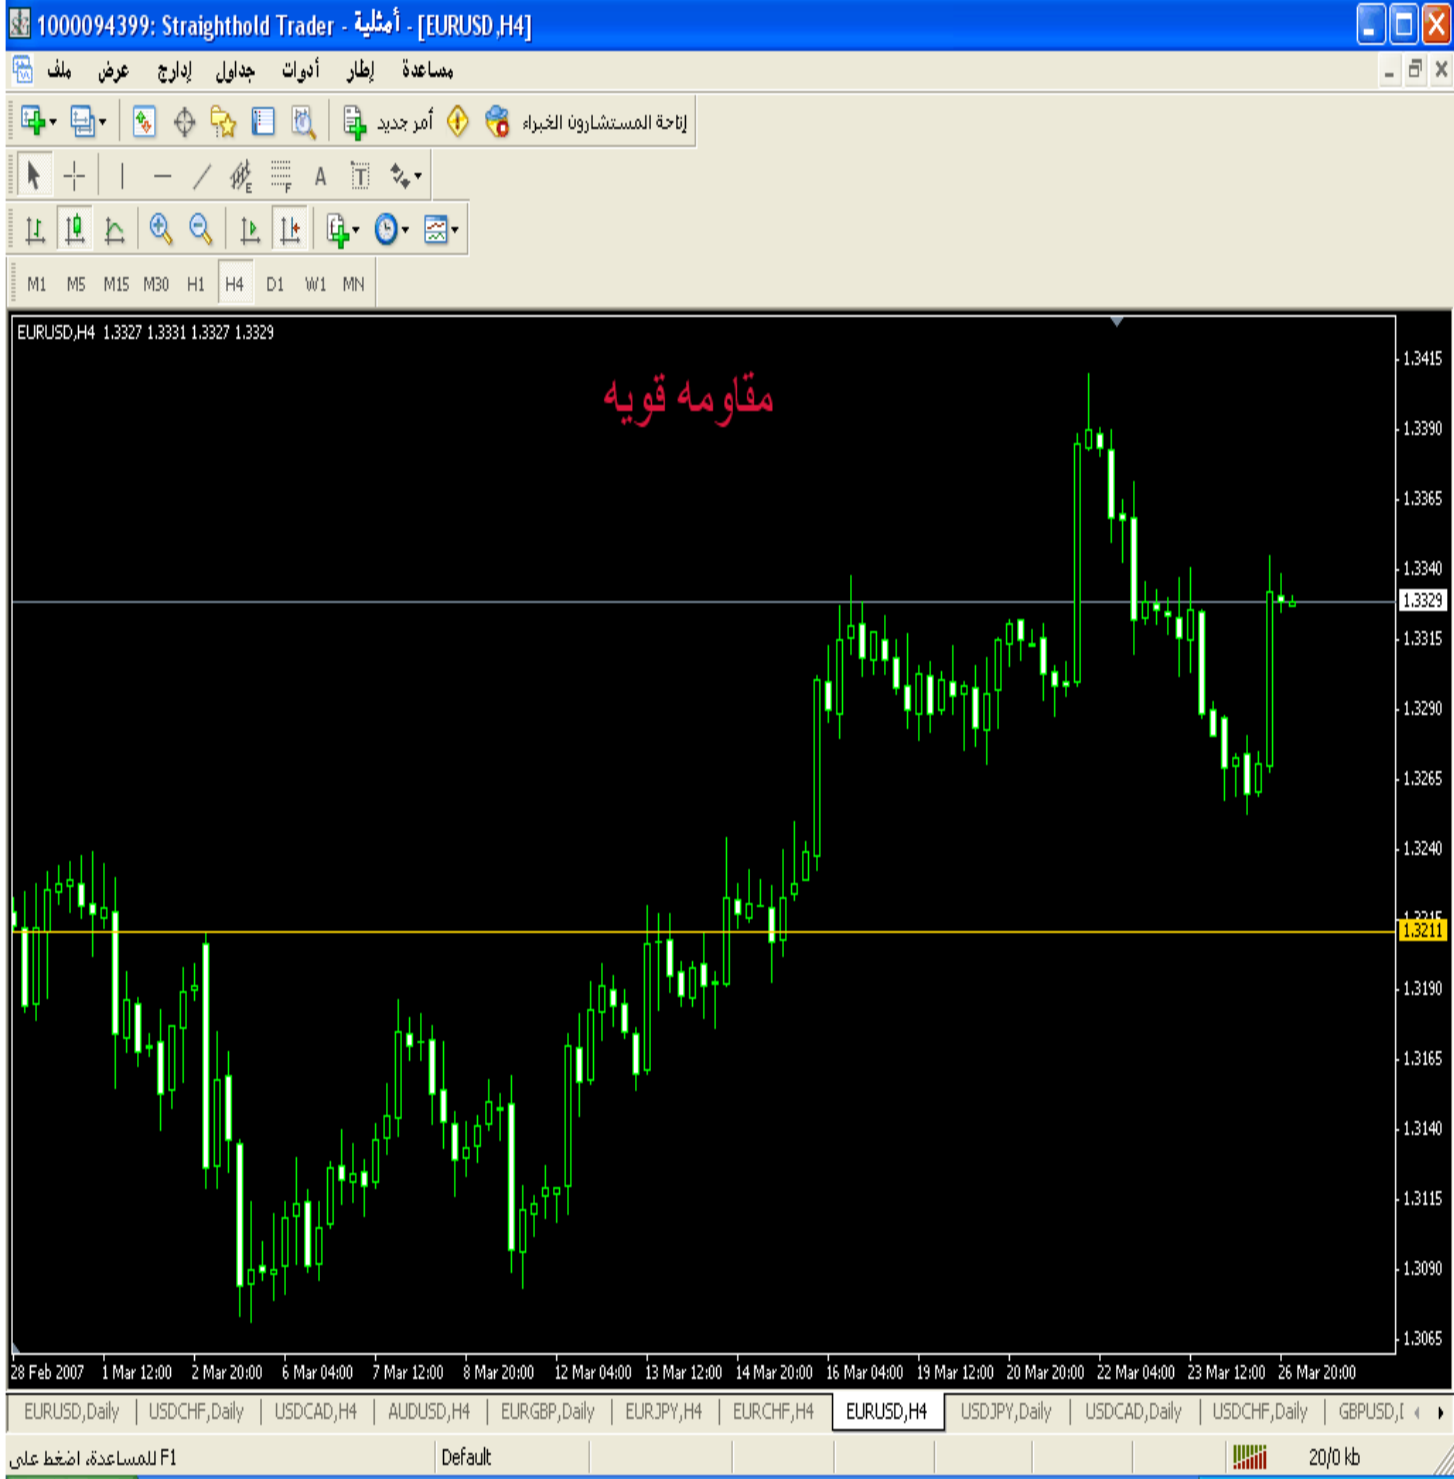 1000094399: Straighthold Trader - أمثلية - [EURUSD,H4]
ملف عرض إدارج جداول أدوات إطار مساعدة
أمر جديد إتاحة المستشارون الخبراء
E F A T
M1 M5 M15 M30 H1 H4 D1 W1 MN
EURUSD,H4 1.3327 1.3331 1.3327 1.3329
مقاومه قويه
1.3415
1.3390
1.3365
1.3340
1.3329
1.3315
1.3290
1.3265
1.3240
1.3215
1.3211
1.3190
1.3165
1.3140
1.3115
1.3090
1.3065
28 Feb 2007 1 Mar 12:00 2 Mar 20:00 6 Mar 04:00 7 Mar 12:00 8 Mar 20:00 12 Mar 04:00 13 Mar 12:00 14 Mar 20:00 16 Mar 04:00 19 Mar 12:00 20 Mar 20:00 22 Mar 04:00 23 Mar 12:00 26 Mar 20:00
EURUSD,Daily USDCHF,Daily USDCAD,H4 AUDUSD,H4 EURGBP,Daily EURJPY,H4 EURCHF,H4 EURUSD,H4 USDJPY,Daily USDCAD,Daily USDCHF,Daily GBPUSD,
للمساعدة، اضغط على F1 Default 20/0 kb